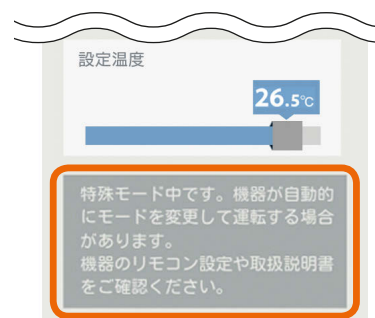 設定温度
26.5℃
特殊モード中です。機器が自動的
にモードを変更して運転する場合
があります。
機器のリモコン設定や取扱説明書
をご確認ください。